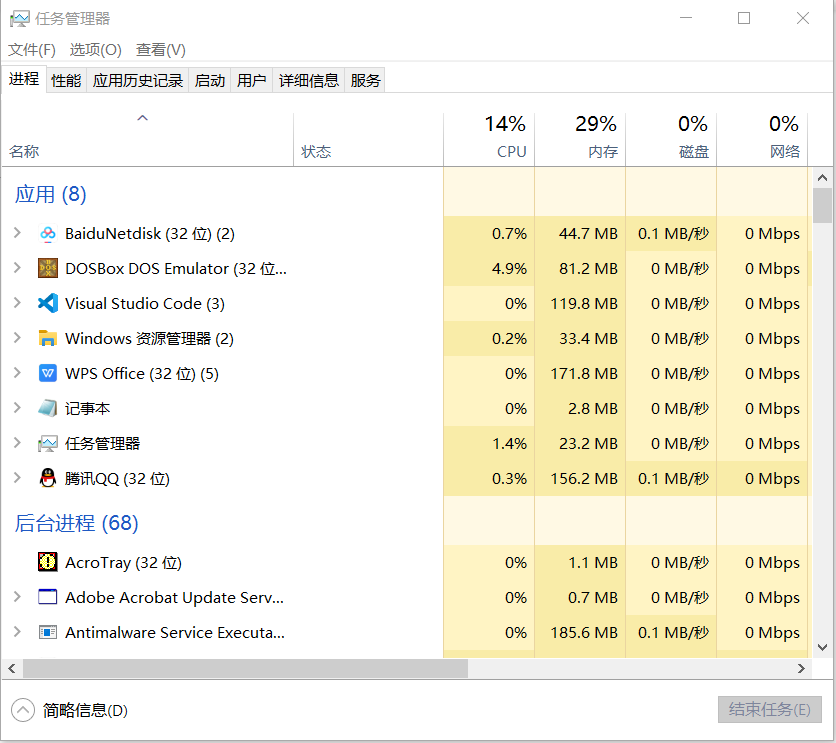 任务管理器
文件(F) 选项(O) 查看(V)
进程 性能 应用历史记录 启动 用户 详细信息 服务
14% 29% 0% 0%
名称 状态 CPU 内存 磁盘 网络
应用 (8)
BaiduNetdisk (32 位) (2) 0.7% 44.7 MB 0.1 MB/秒 0 Mbps
DOSBox DOS Emulator (32 位... 4.9% 81.2 MB 0 MB/秒 0 Mbps
Visual Studio Code (3) 0% 119.8 MB 0 MB/秒 0 Mbps
Windows 资源管理器 (2) 0.2% 33.4 MB 0 MB/秒 0 Mbps
WPS Office (32 位) (5) 0% 171.8 MB 0 MB/秒 0 Mbps
记事本 0% 2.8 MB 0 MB/秒 0 Mbps
任务管理器 1.4% 23.2 MB 0 MB/秒 0 Mbps
腾讯QQ (32 位) 0.3% 156.2 MB 0.1 MB/秒 0 Mbps
后台进程 (68)
AcroTray (32 位) 0% 1.1 MB 0 MB/秒 0 Mbps
Adobe Acrobat Update Serv... 0% 0.7 MB 0 MB/秒 0 Mbps
Antimalware Service Executa... 0% 185.6 MB 0.1 MB/秒 0 Mbps
简略信息(D) 结束任务(E)